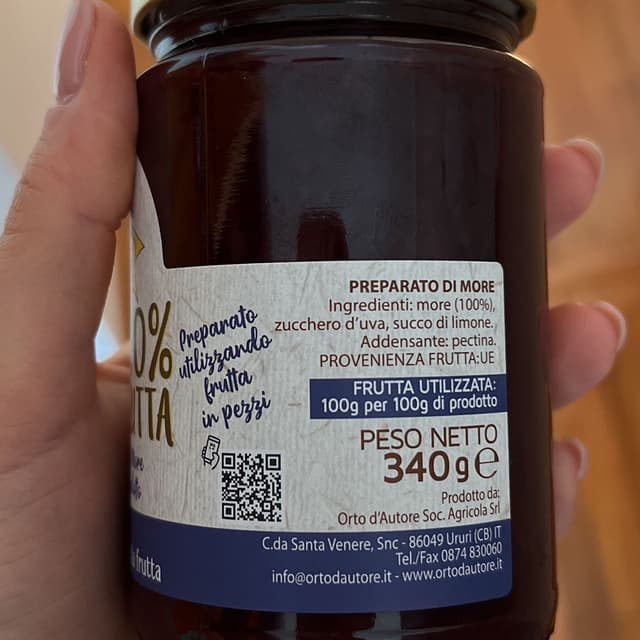 0%
Preparato
utilizzando
frutta
in pezzi
PREPARATO DI MORE
Ingredienti: more (100%),
zucchero d'uva, succo di limone.
Addensante: pectina.
PROVENIENZA FRUTTA:UE
FRUTTA UTILIZZATA:
100g per 100g di prodotto
PESO NETTO
340g e
Prodotto da:
Orto d'Autore Soc. Agricola Srl
C.da Santa Venere, Snc - 86049 Ururi (CB) IT
Tel./Fax 0874 830060
info@ortodautore.it - www.ortodautore.it
frutta